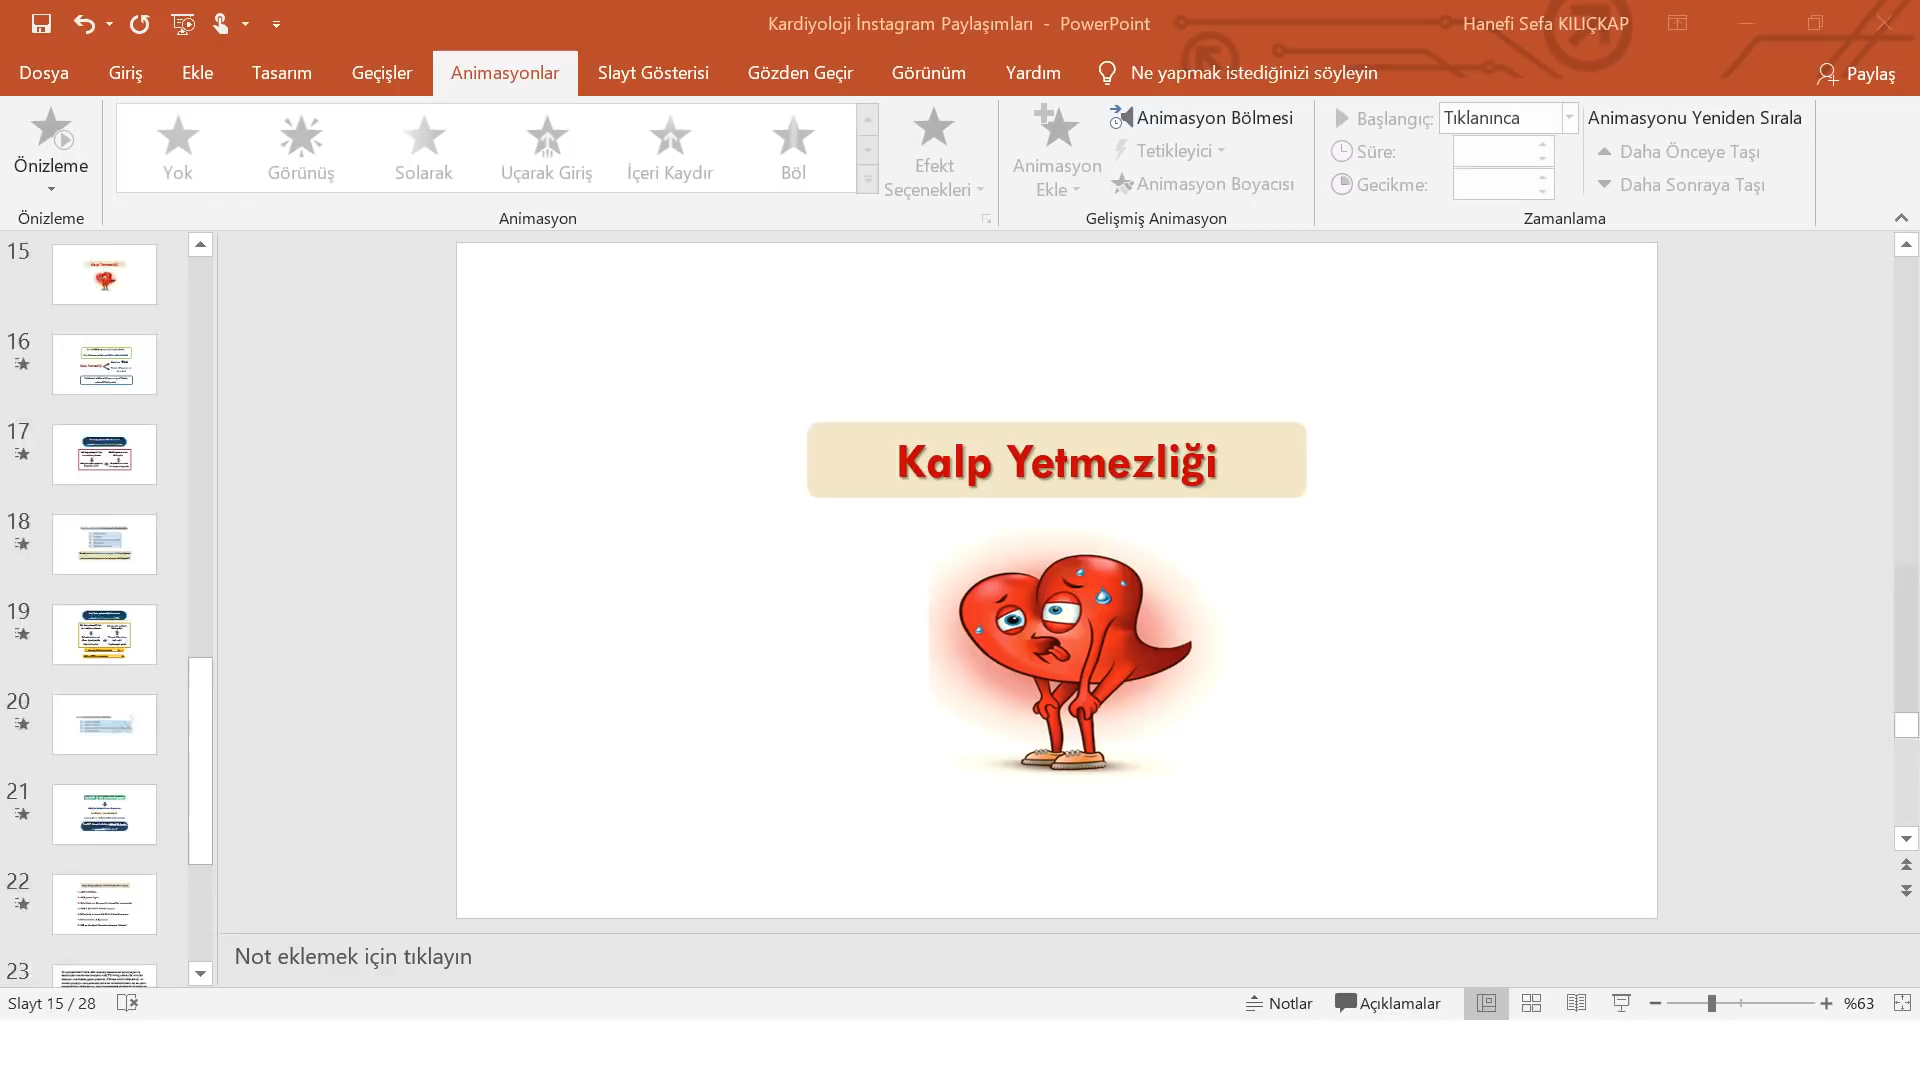 Kardiyoloji İnstagram Paylaşımları - PowerPoint
Hanefi Sefa KILIÇKAP
Dosya
Giriş
Ekle
Tasarım
Geçişler
Animasyonlar
Slayt Gösterisi
Gözden Geçir
Görünüm
Yardım
Ne yapmak istediğinizi söyleyin
Paylaş
Önizleme
Önizleme
Yok
Görünüş
Solarak
Uçarak Giriş
İçeri Kaydır
Böl
Animasyon
Efekt
Seçenekleri
Animasyon
Ekle
Animasyon Bölmesi
Tetikleyici
Animasyon Boyacısı
Gelişmiş Animasyon
Başlangıç: Tıklanınca
Süre:
Gecikme:
Animasyonu Yeniden Sırala
Daha Önceye Taşı
Daha Sonraya Taşı
Zamanlama
15
Kalp Yetmezliği
16
17
18
19
20
21
22
23
Kalp Yetmezliği
Not eklemek için tıklayın
Slayt 15 / 28
Notlar
Açıklamalar
%63